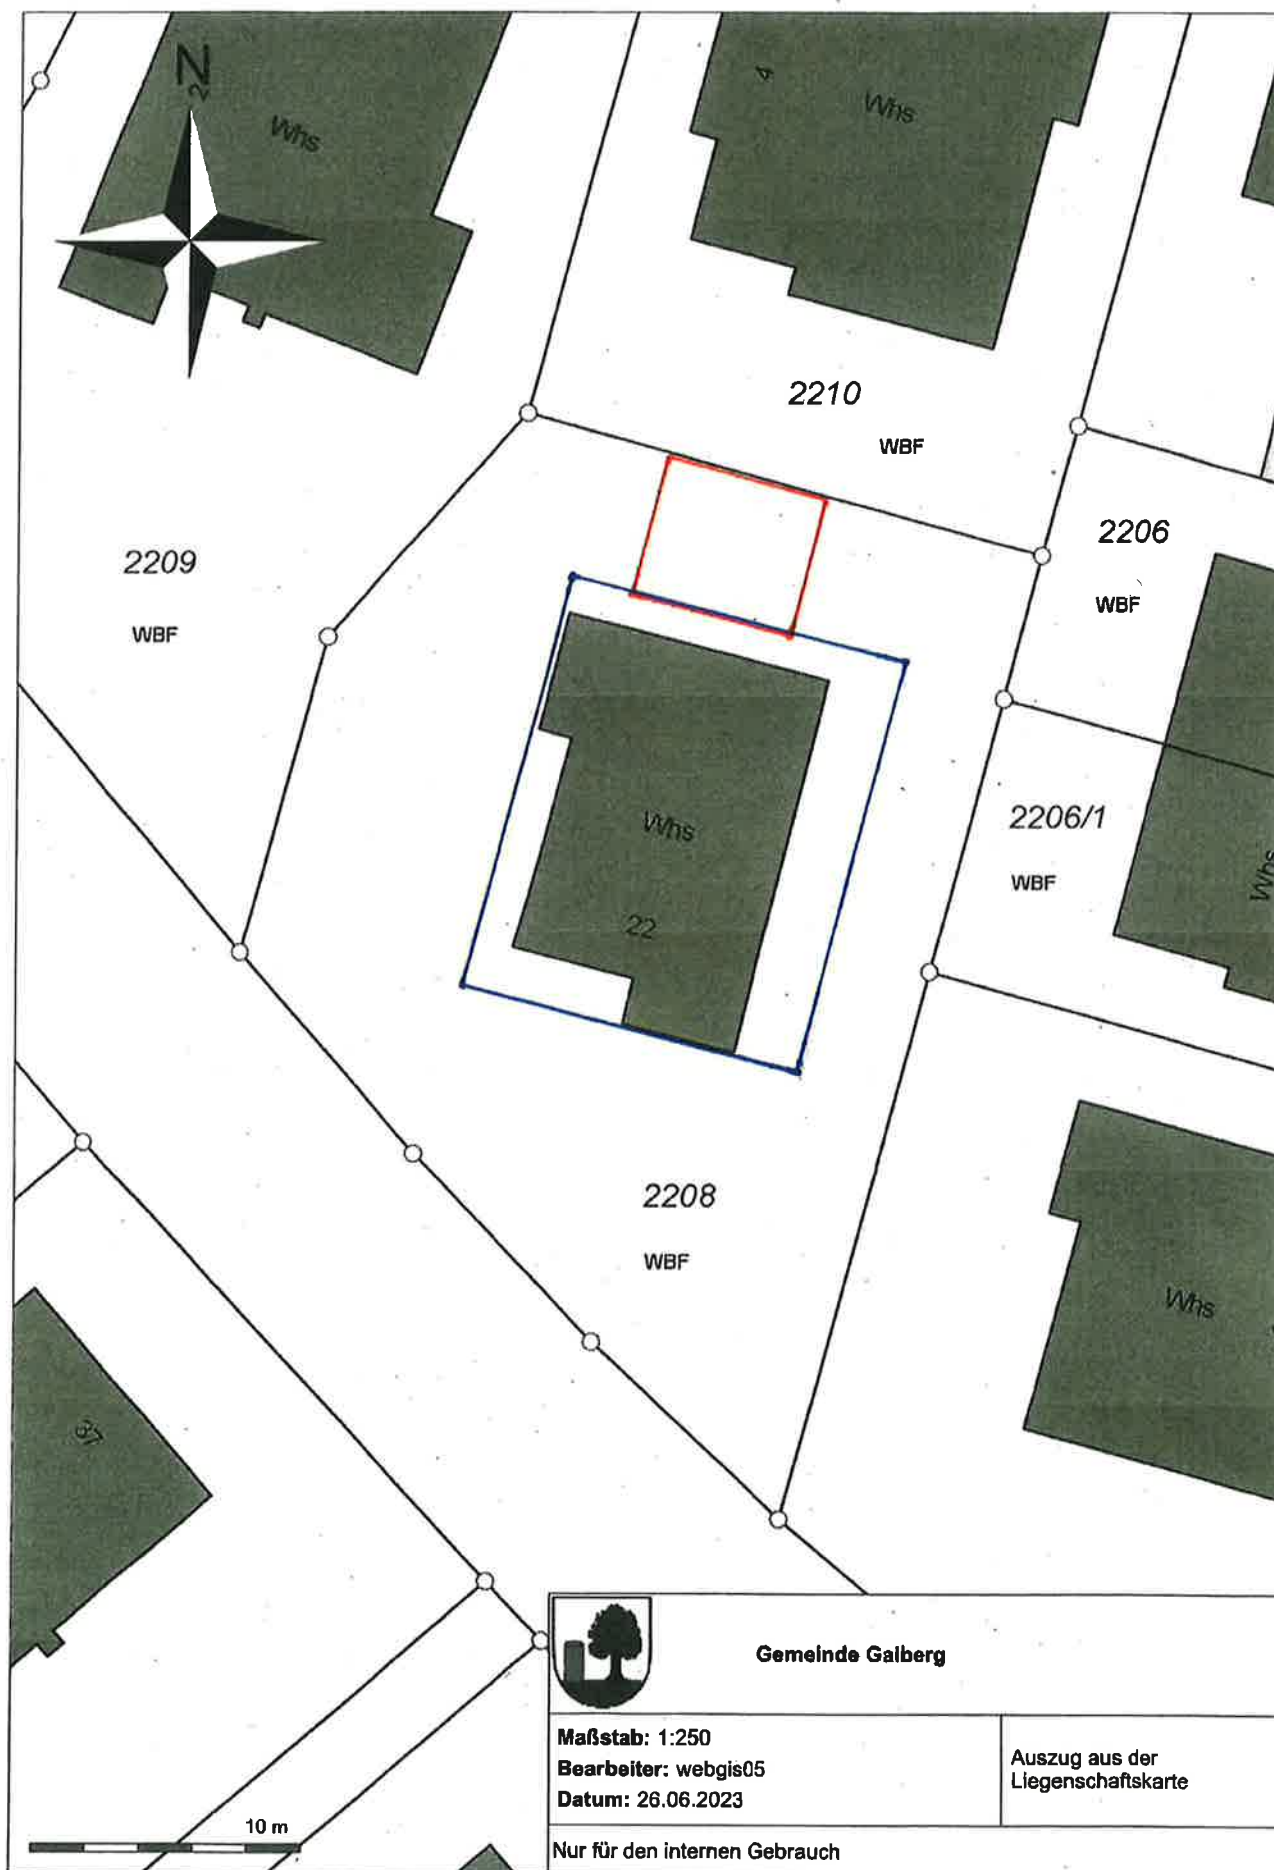 N
2
Whs
4
Whs
2210
WBF
2209
WBF
2206
WBF
2206/1
WBF
Whs
Whs
22
2208
WBF
Whs
37
10 m
Gemeinde Gaiberg
Maßstab: 1:250
Bearbeiter: webgis05
Datum: 26.06.2023
Auszug aus der
Liegenschaftskarte
Nur für den internen Gebrauch